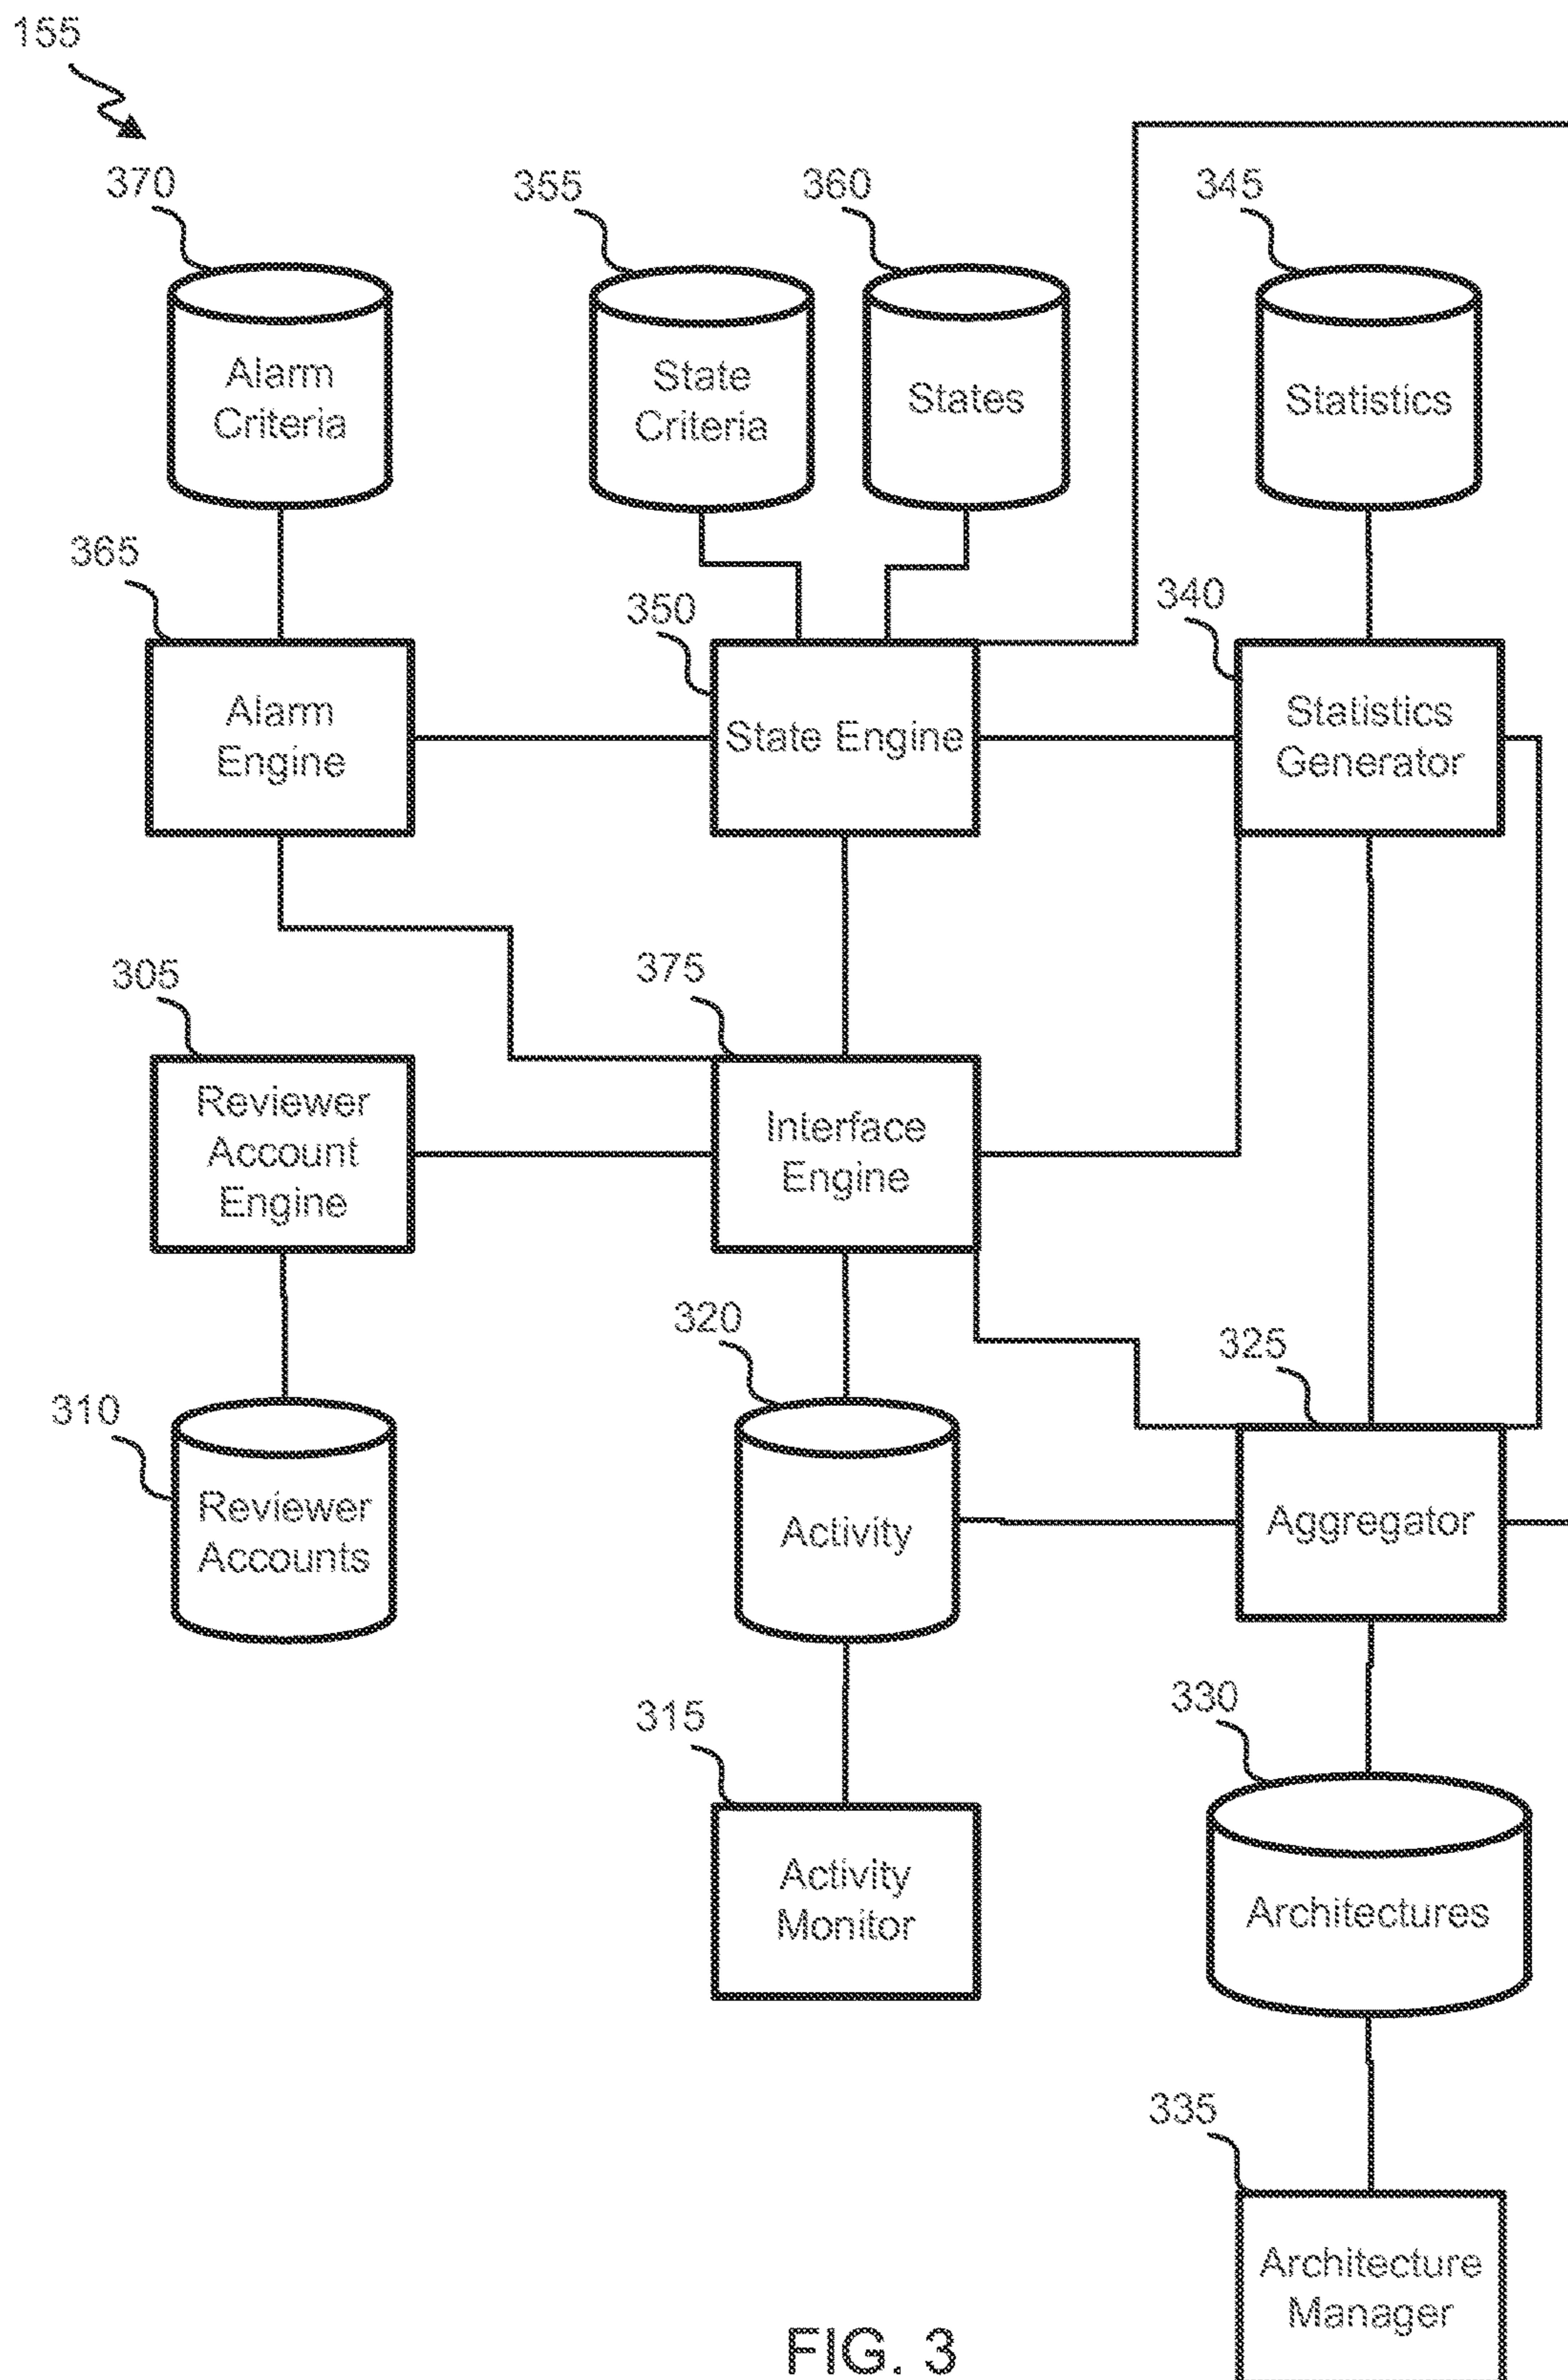 155
370
355
360
345
Alarm
Criteria
State
Criteria
States
Statistics
365
350
340
Alarm
Engine
State Engine
Statistics
Generator
305
375
Reviewer
Account
Engine
Interface
Engine
320
325
310
Reviewer
Accounts
Activity
Aggregator
315
330
Activity
Monitor
Architectures
335
Architecture
Manager
FIG. 3